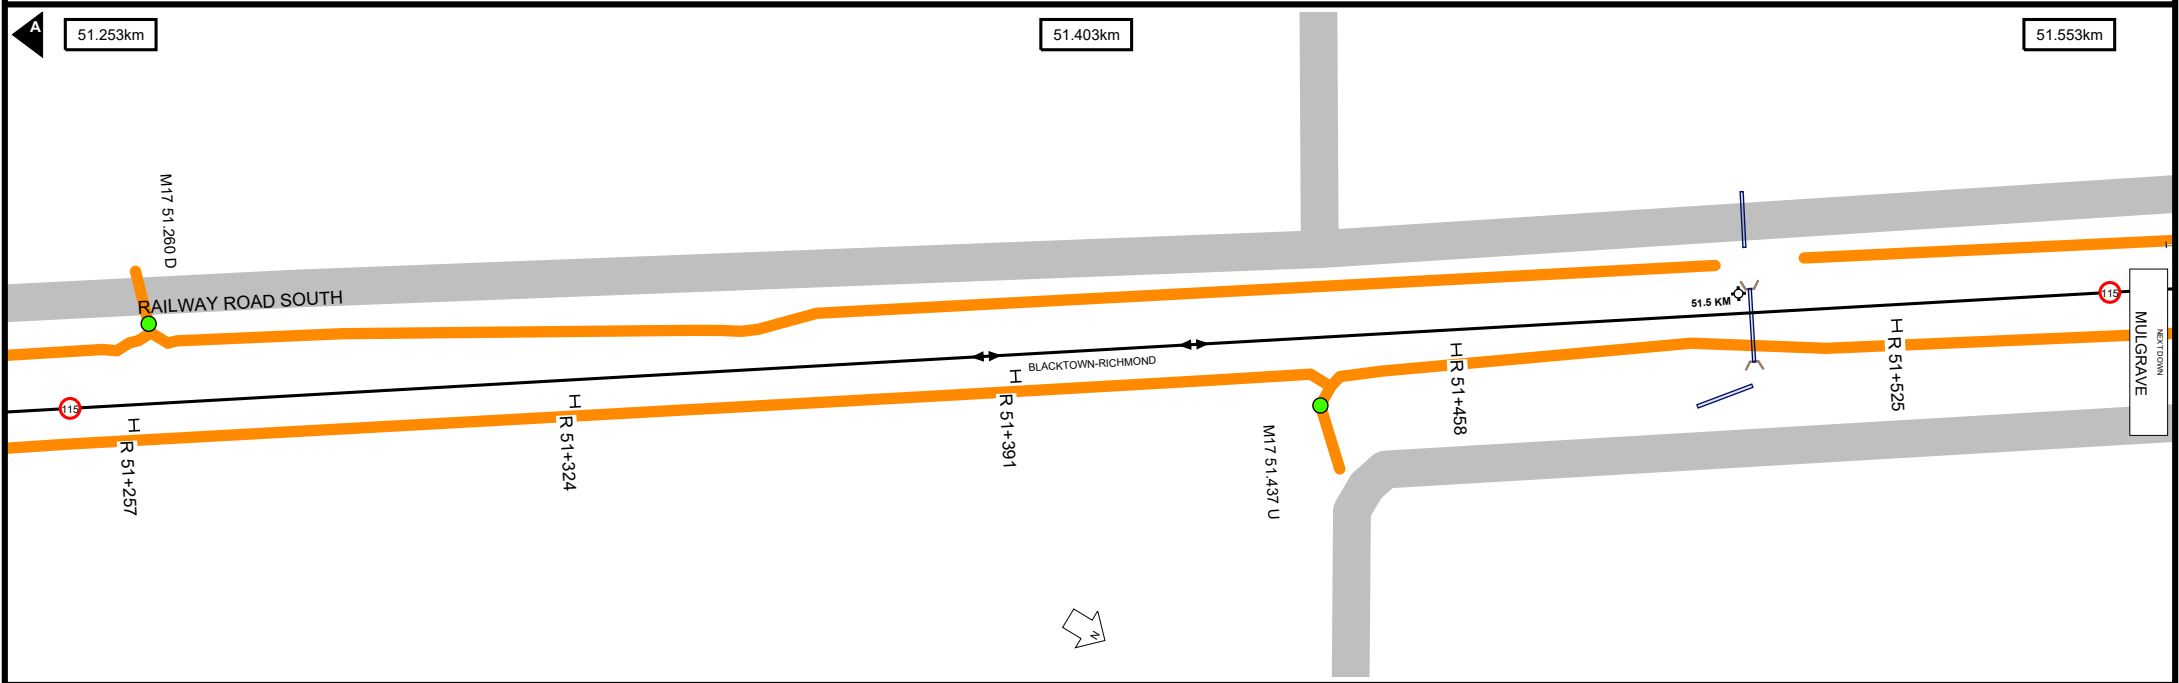 A
51.253km
51.403km
51.553km
M17 51.260 D
RAILWAY ROAD SOUTH
51.5 KM
115
115
BLACKTOWN-RICHMOND
NEXT DOWN
MULGRAVE
H R 51+257
H R 51+324
H R 51+391
M17 51.437 U
H R 51+458
H R 51+525
N